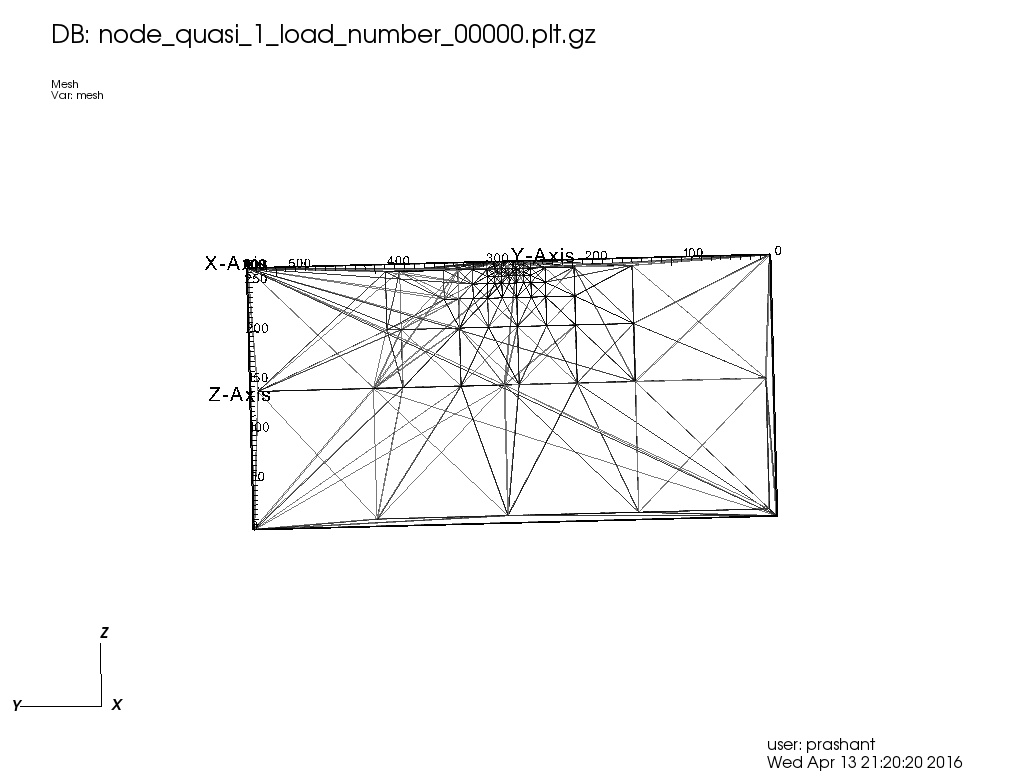 DB: node_quasi_1_load_number_00000.plt.gz
Mesh
Var: mesh
0
100
200
Y-Axis
300
400
500
X-Axis
250
200
150
Z-Axis
100
50
Z
Y
X
user: prashant
Wed Apr 13 21:20:20 2016